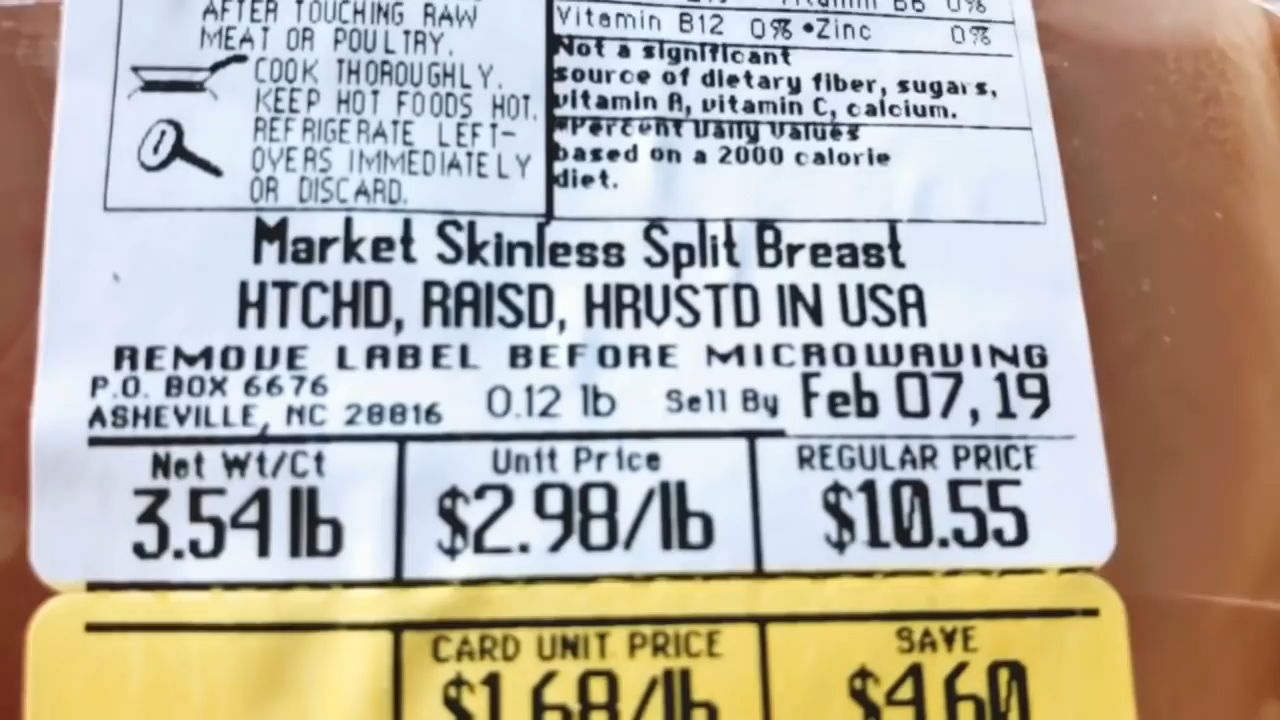 AFTER TOUCHING RAW
MEAT OR POULTRY.
COOK THOROUGHLY.
KEEP HOT FOODS HOT.
REFRIGERATE LEFT-
OVERS IMMEDIATELY
OR DISCARD.
Vitamin B6 0%
Vitamin B12 0% •Zinc 0%
Not a significant
source of dietary fiber, sugars,
vitamin A, vitamin C, calcium.
*Percent Daily Values
based on a 2000 calorie
diet.
Market Skinless Split Breast
HTCHD, RAISD, HRVSTD IN USA
REMOVE LABEL BEFORE MICROWAVING
P.O. BOX 6676
ASHEVILLE, NC 28816 0.12 lb Sell By Feb 07, 19
Net Wt/Ct Unit Price REGULAR PRICE
3.54 lb $2.98/lb $10.55
CARD UNIT PRICE SAVE
$1.68/lb $4.60